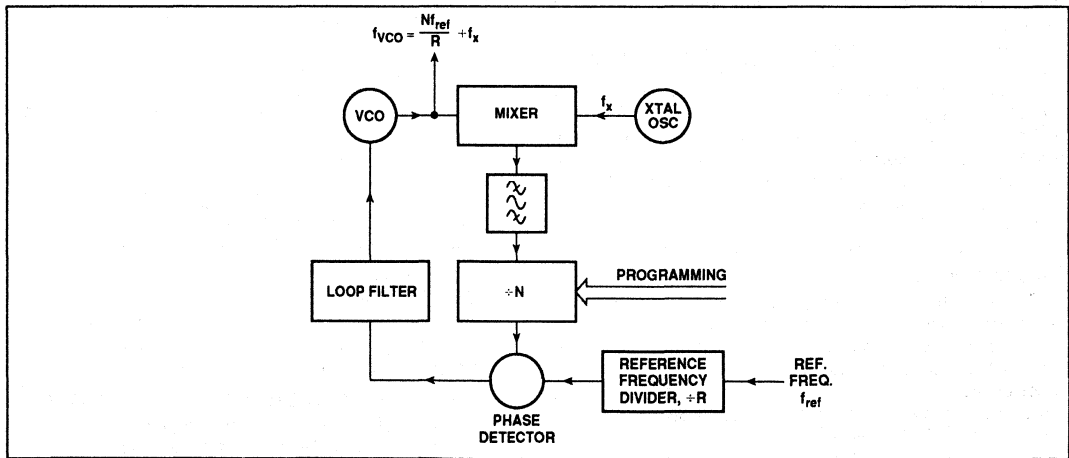 fVCO = Nfref/R + fx
VCO
MIXER
fx
XTAL
OSC
LOOP FILTER
÷N
PROGRAMMING
REFERENCE
FREQUENCY
DIVIDER, ÷R
REF.
FREQ.
fref
PHASE
DETECTOR